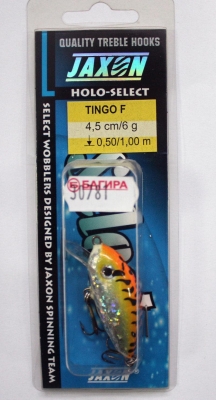 QUALITY TREBLE HOOKS
JAXON
HOLO-SELECT
TINGO F
4,5 cm/6 g
0,50/1,00 m
SELECT WOBBLERS DESIGNED BY JAXON SPINNING TEAM
БАГИРА
30781
JAXON